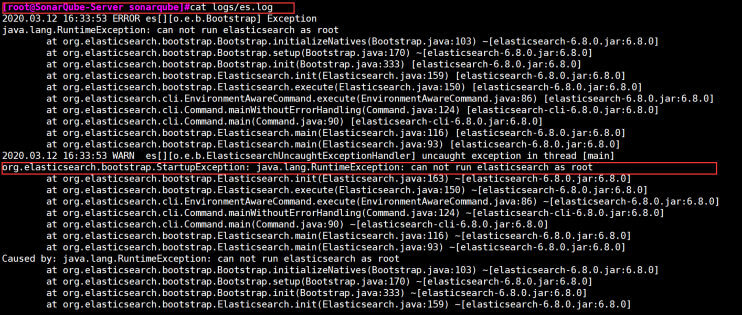 [root@SonarQube-Server sonarqube]#cat logs/es.log
2020.03.12 16:33:53 ERROR es[][o.e.b.Bootstrap] Exception
java.lang.RuntimeException: can not run elasticsearch as root
at org.elasticsearch.bootstrap.Bootstrap.initializeNatives(Bootstrap.java:103) ~[elasticsearch-6.8.0.jar:6.8.0]
at org.elasticsearch.bootstrap.Bootstrap.setup(Bootstrap.java:170) ~[elasticsearch-6.8.0.jar:6.8.0]
at org.elasticsearch.bootstrap.Bootstrap.init(Bootstrap.java:333) [elasticsearch-6.8.0.jar:6.8.0]
at org.elasticsearch.bootstrap.Elasticsearch.init(Elasticsearch.java:159) [elasticsearch-6.8.0.jar:6.8.0]
at org.elasticsearch.bootstrap.Elasticsearch.execute(Elasticsearch.java:150) [elasticsearch-6.8.0.jar:6.8.0]
at org.elasticsearch.cli.EnvironmentAwareCommand.execute(EnvironmentAwareCommand.java:86) [elasticsearch-6.8.0.jar:6.8.0]
at org.elasticsearch.cli.Command.mainWithoutErrorHandling(Command.java:124) [elasticsearch-cli-6.8.0.jar:6.8.0]
at org.elasticsearch.cli.Command.main(Command.java:90) [elasticsearch-cli-6.8.0.jar:6.8.0]
at org.elasticsearch.bootstrap.Elasticsearch.main(Elasticsearch.java:116) [elasticsearch-6.8.0.jar:6.8.0]
at org.elasticsearch.bootstrap.Elasticsearch.main(Elasticsearch.java:93) [elasticsearch-6.8.0.jar:6.8.0]
2020.03.12 16:33:53 WARN  es[][o.e.b.ElasticsearchUncaughtExceptionHandler] uncaught exception in thread [main]
org.elasticsearch.bootstrap.StartupException: java.lang.RuntimeException: can not run elasticsearch as root
at org.elasticsearch.bootstrap.Elasticsearch.init(Elasticsearch.java:163) ~[elasticsearch-6.8.0.jar:6.8.0]
at org.elasticsearch.bootstrap.Elasticsearch.execute(Elasticsearch.java:150) ~[elasticsearch-6.8.0.jar:6.8.0]
at org.elasticsearch.cli.EnvironmentAwareCommand.execute(EnvironmentAwareCommand.java:86) ~[elasticsearch-6.8.0.jar:6.8.0]
at org.elasticsearch.cli.Command.mainWithoutErrorHandling(Command.java:124) ~[elasticsearch-cli-6.8.0.jar:6.8.0]
at org.elasticsearch.cli.Command.main(Command.java:90) ~[elasticsearch-cli-6.8.0.jar:6.8.0]
at org.elasticsearch.bootstrap.Elasticsearch.main(Elasticsearch.java:116) ~[elasticsearch-6.8.0.jar:6.8.0]
at org.elasticsearch.bootstrap.Elasticsearch.main(Elasticsearch.java:93) ~[elasticsearch-6.8.0.jar:6.8.0]
Caused by: java.lang.RuntimeException: can not run elasticsearch as root
at org.elasticsearch.bootstrap.Bootstrap.initializeNatives(Bootstrap.java:103) ~[elasticsearch-6.8.0.jar:6.8.0]
at org.elasticsearch.bootstrap.Bootstrap.setup(Bootstrap.java:170) ~[elasticsearch-6.8.0.jar:6.8.0]
at org.elasticsearch.bootstrap.Bootstrap.init(Bootstrap.java:333) ~[elasticsearch-6.8.0.jar:6.8.0]
at org.elasticsearch.bootstrap.Elasticsearch.init(Elasticsearch.java:159) ~[elasticsearch-6.8.0.jar:6.8.0]